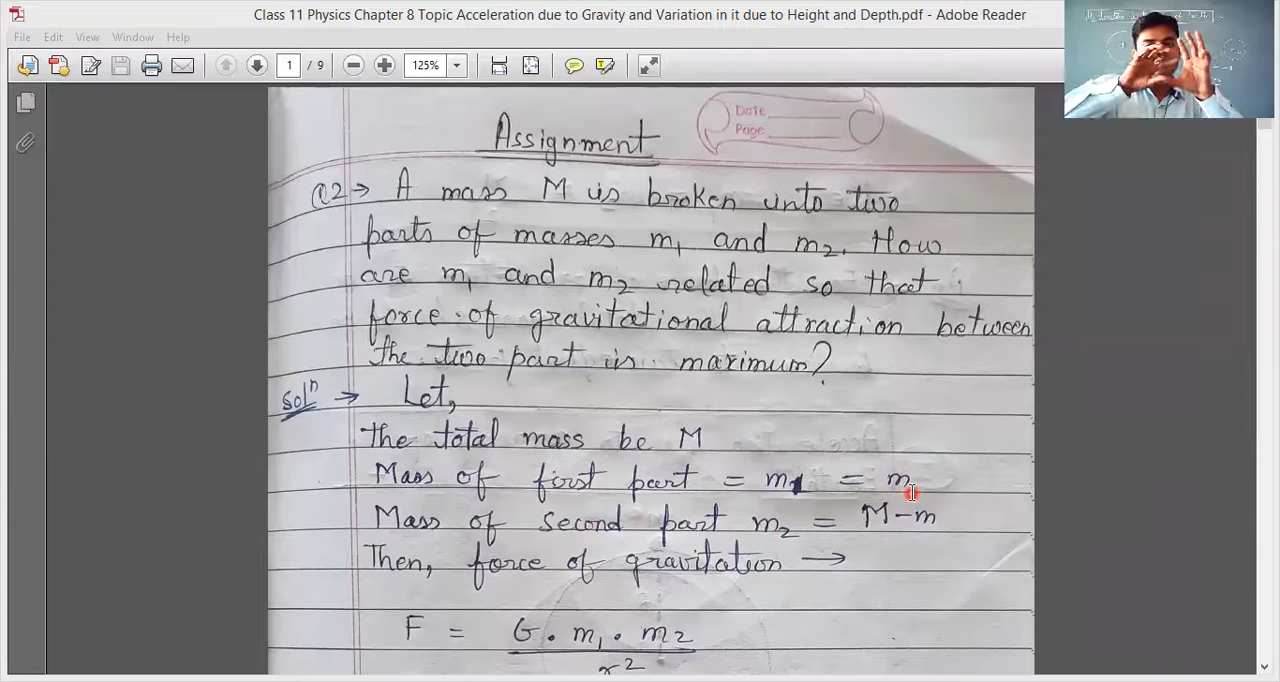 Class 11 Physics Chapter 8 Topic Acceleration due to Gravity and Variation in it due to Height and Depth.pdf - Adobe Reader
File Edit View Window Help
1 / 9 125%
Date
Page
Assignment
Q2 → A mass M is broken into two
parts of masses m₁ and m₂. How
are m₁ and m₂ related so that
force of gravitational attraction between
the two part is maximum?
Solⁿ → Let,
The total mass be M
Mass of first part = m₁ = m
Mass of second part m₂ = M-m
Then, force of gravitation →
F = G. m₁ . m₂
r²